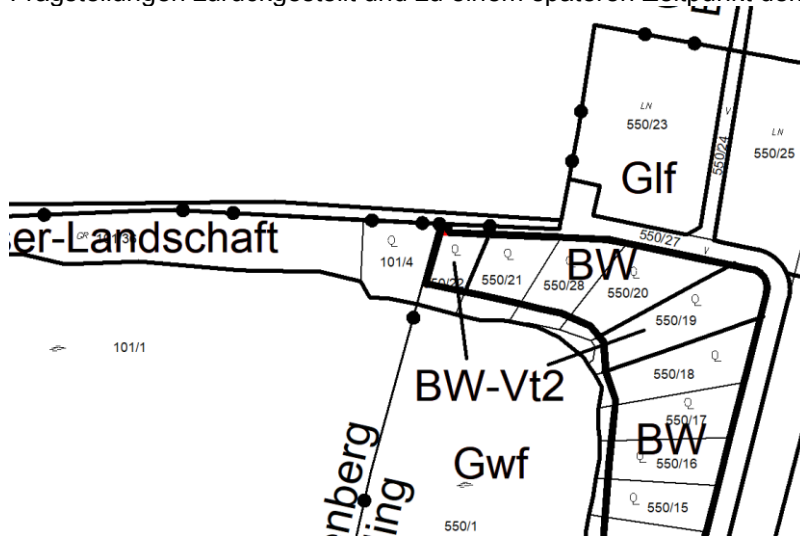 LN
550/23
LN
550/25
V
550/24
Glf
Q
101/4
er-Landschaft
GR
Q
Q
550/21
BW
550/27
V
550/28
Q
550/20
Q
550/19
101/1
Q
550/18
BW-Vt2
Q
550/17
BW
Q
550/16
Gwf
Q
550/15
550/1